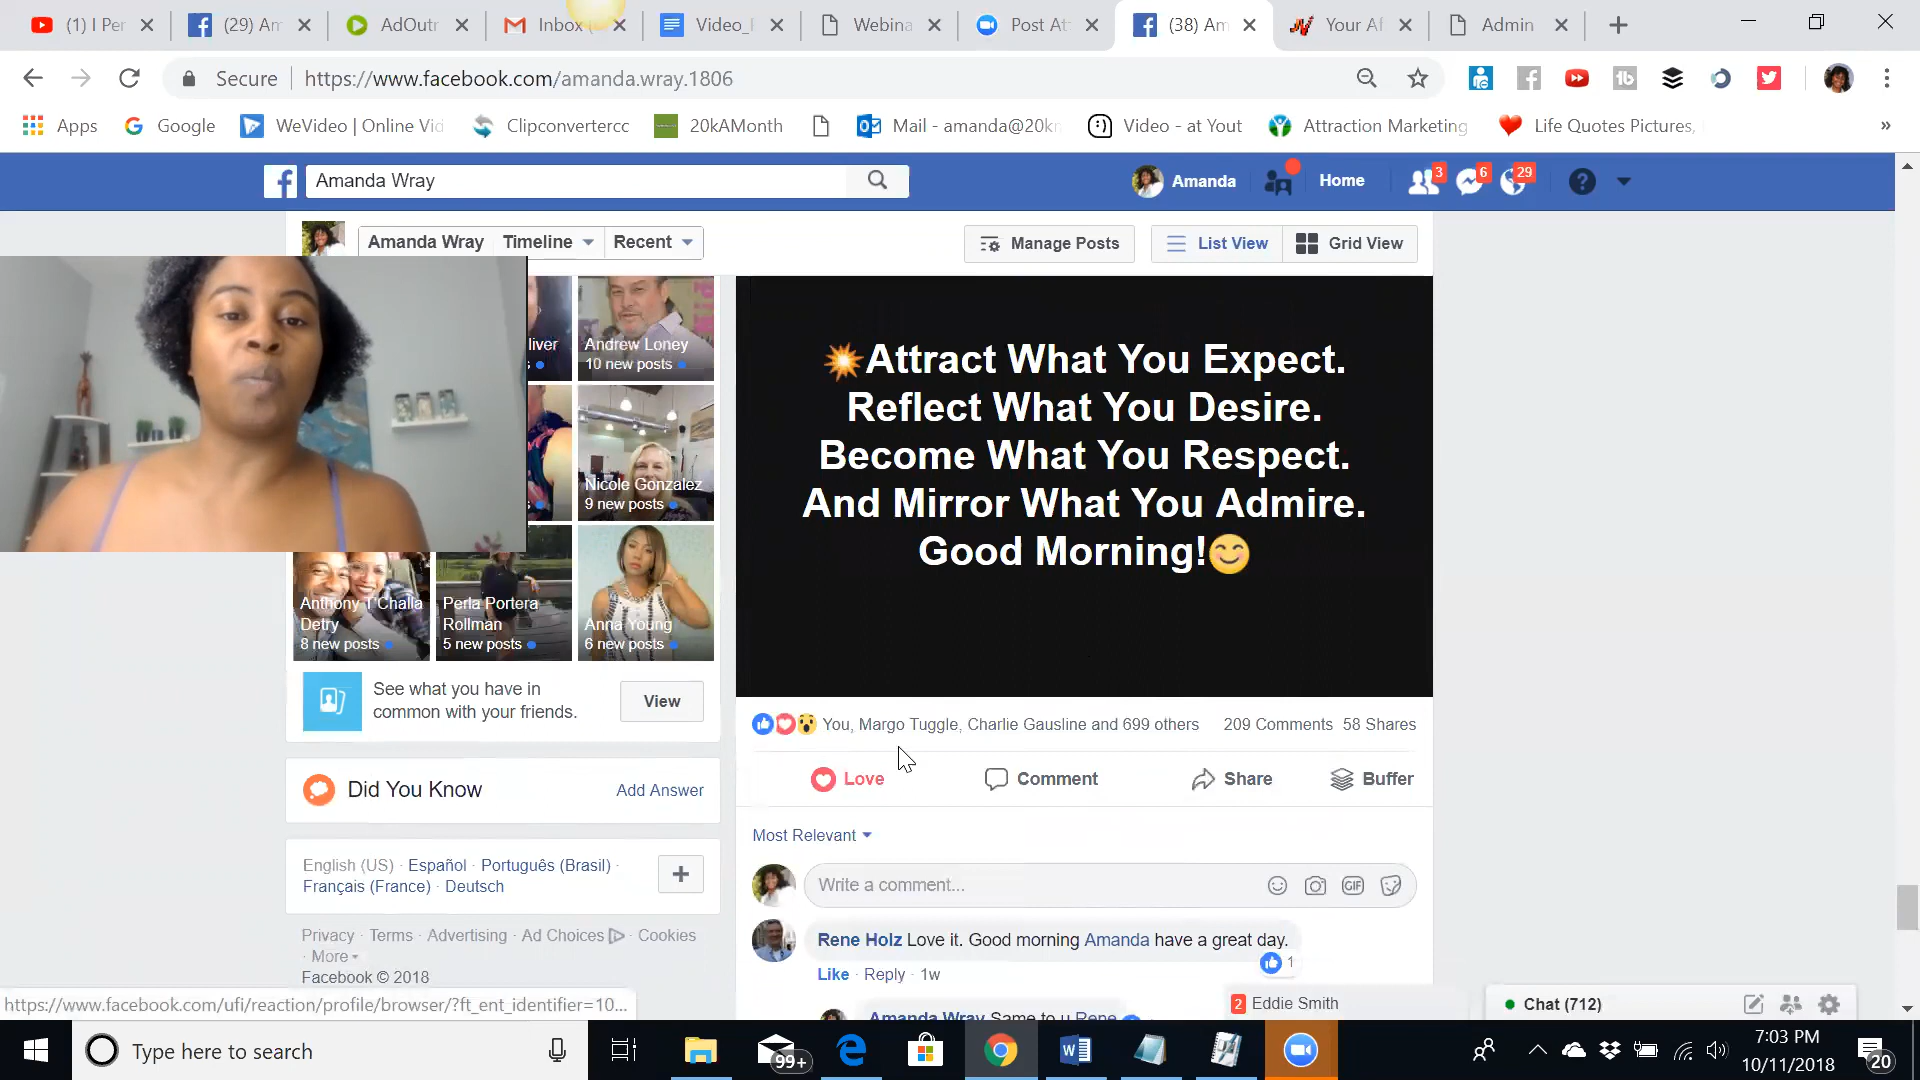 (1) I Per
(29) Am
AdOutr
Inbox (
Video_
Webina
Post At
(38) Am
Your Af
Admin
Secure
https://www.facebook.com/amanda.wray.1806
Apps
Google
WeVideo | Online Vid
Clipconvertercc
20kAMonth
Mail - amanda@20k
Video - at Yout
Attraction Marketing
Life Quotes Pictures,
»
Amanda Wray
Amanda
Home
3
6
29
Amanda Wray
Timeline
Recent
Manage Posts
List View
Grid View
liver
Andrew Loney
10 new posts
Nicole Gonzalez
9 new posts
Anthony T'Challa
Detry
8 new posts
Perla Portera
Rollman
5 new posts
Anna Young
6 new posts
💥Attract What You Expect.
Reflect What You Desire.
Become What You Respect.
And Mirror What You Admire.
Good Morning!😊
See what you have in
common with your friends.
View
You, Margo Tuggle, Charlie Gausline and 699 others
209 Comments 58 Shares
Love
Comment
Share
Buffer
Did You Know
Add Answer
Most Relevant
English (US) · Español · Português (Brasil) ·
Français (France) · Deutsch
Write a comment...
GIF
Rene Holz Love it. Good morning Amanda have a great day.
1
Like · Reply · 1w
Amanda Wray Same to u Rene
Privacy · Terms · Advertising · Ad Choices · Cookies
· More
Facebook © 2018
https://www.facebook.com/ufi/reaction/profile/browser/?ft_ent_identifier=10...
2 Eddie Smith
Chat (712)
Type here to search
99+
7:03 PM
10/11/2018
20